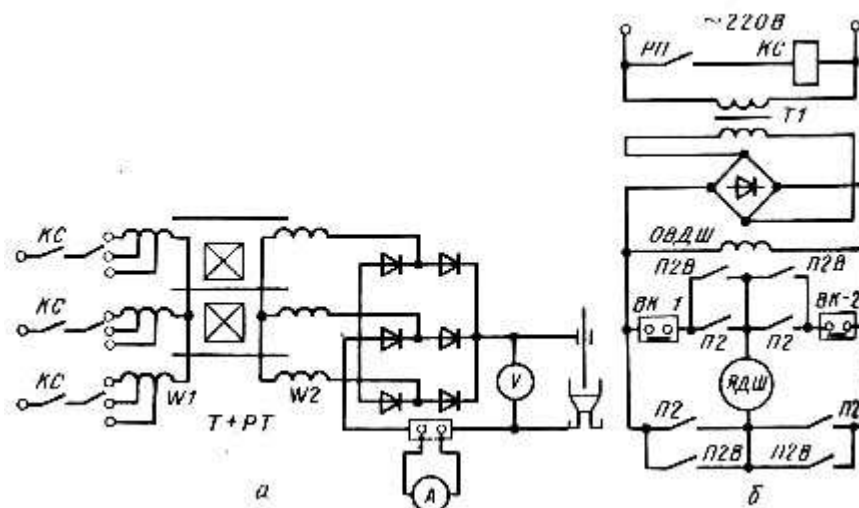 ~220В
РП
КС
Т1
КС
ОВДШ
П2В
П2В
ВК-1
ВК-2
КС
П2
П2
W1
W2
V
ЯДШ
КС
Т+РТ
П2
П2
П2В
П2В
А
а
б